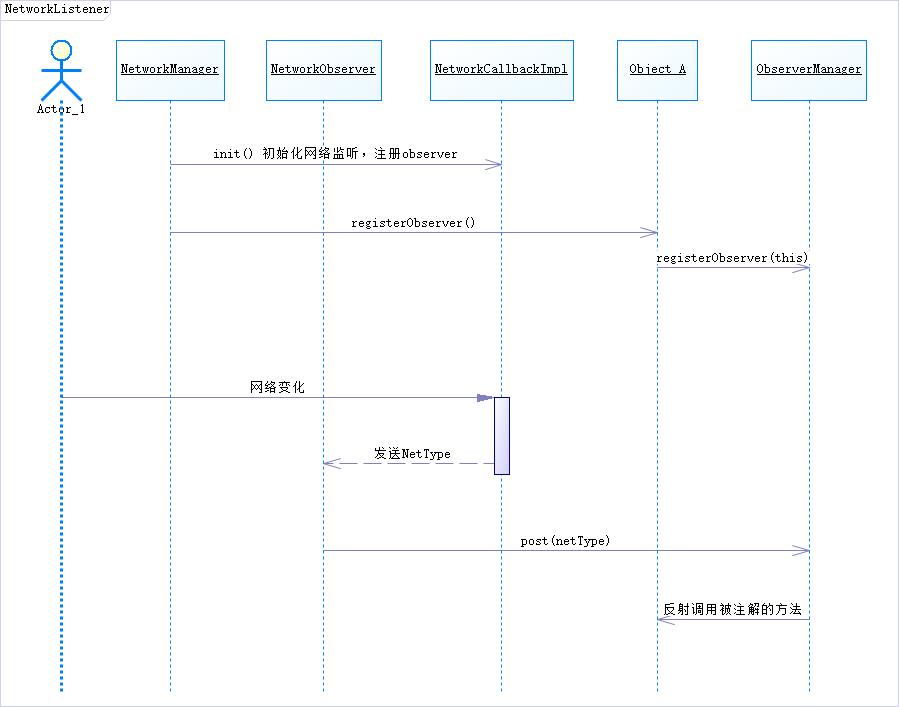 NetworkListener
NetworkManager
NetworkObserver
NetworkCallbackImpl
Object A
ObserverManager
Actor_1
init() 初始化网络监听，注册observer
registerObserver()
registerObserver(this)
网络变化
发送NetType
post(netType)
反射调用被注解的方法